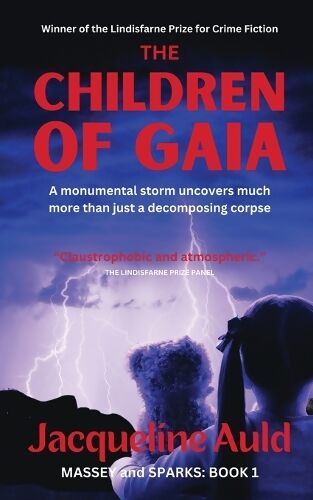 Winner of the Lindisfarne Prize for Crime Fiction
THE
CHILDREN
OF GAIA
A monumental storm uncovers much
more than just a decomposing corpse
“Claustrophobic and atmospheric.”
THE LINDISFARNE PRIZE PANEL
Jacqueline Auld
MASSEY and SPARKS: BOOK 1